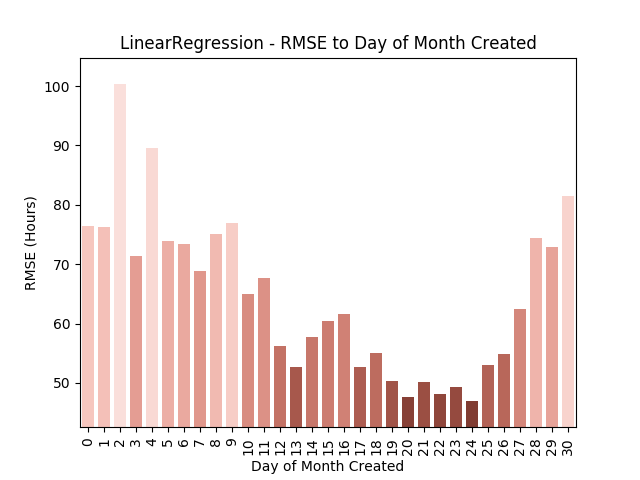 LinearRegression - RMSE to Day of Month Created
RMSE (Hours)
100
90
80
70
60
50
0 1 2 3 4 5 6 7 8 9 10 11 12 13 14 15 16 17 18 19 20 21 22 23 24 25 26 27 28 29 30
Day of Month Created